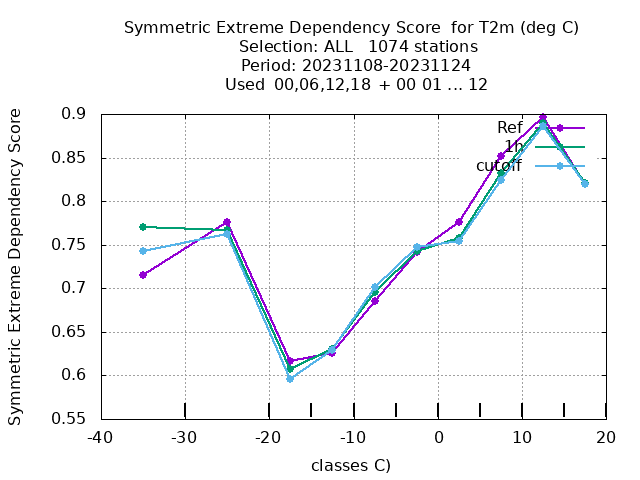 Symmetric Extreme Dependency Score  for T2m (deg C)
Selection: ALL   1074 stations
Period: 20231108-20231124
Used  00,06,12,18  + 00 01 ... 12
Symmetric Extreme Dependency Score
0.9
0.85
0.8
0.75
0.7
0.65
0.6
0.55
-40
-30
-20
-10
0
10
20
classes C)
Ref
1h
cutoff